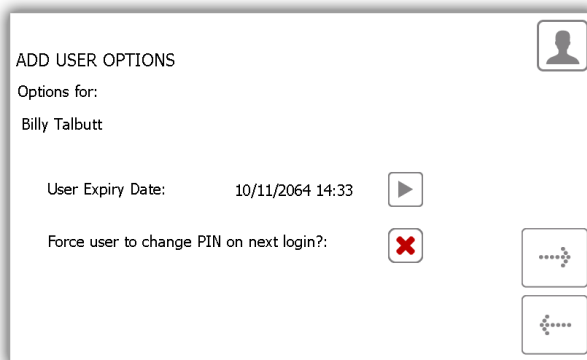 ADD USER OPTIONS
Options for:
Billy Talbutt
User Expiry Date: 10/11/2064 14:33
Force user to change PIN on next login?: